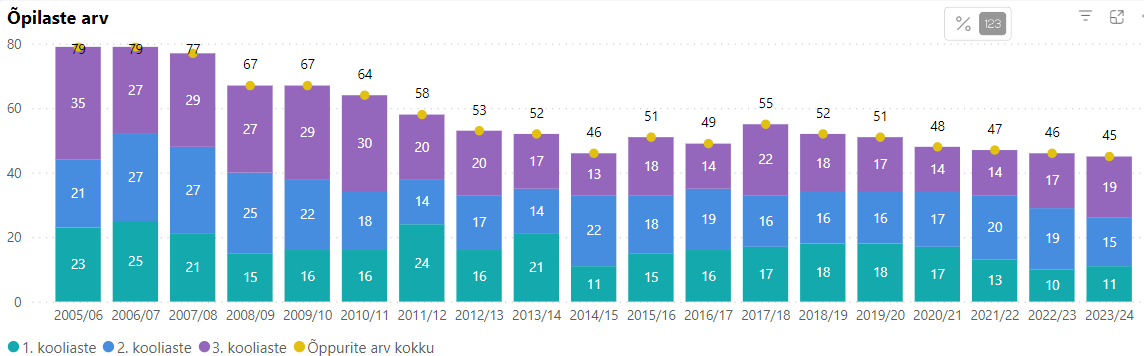 Õpilaste arv
% 123
80
79 79 77 67 67 64 58 53 52 46 51 49 55 52 51 48 47 46 45
60
35 27 29 27 29 30 20 20 17 13 18 14 22 18 17 14 14 17 19
40
21 27 27 25 22 18 14 17 14 22 18 19 16 16 16 17 20 19 15
20
23 25 21 15 16 16 24 16 21 11 15 16 17 18 18 17 13 10 11
0
2005/06 2006/07 2007/08 2008/09 2009/10 2010/11 2011/12 2012/13 2013/14 2014/15 2015/16 2016/17 2017/18 2018/19 2019/20 2020/21 2021/22 2022/23 2023/24
1. kooliaste 2. kooliaste 3. kooliaste Õppurite arv kokku